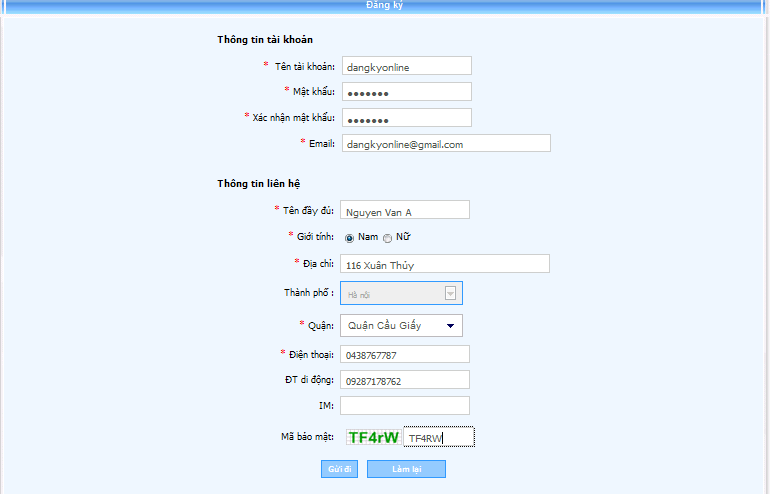 Đăng ký
Thông tin tài khoản
* Tên tài khoản: dangkyonline
* Mật khẩu: •••••••
* Xác nhận mật khẩu: •••••••
* Email: dangkyonline@gmail.com
Thông tin liên hệ
* Tên đầy đủ: Nguyen Van A
* Giới tính: Nam Nữ
* Địa chỉ: 116 Xuân Thủy
Thành phố : Hà nội
* Quận: Quận Cầu Giấy
* Điện thoại: 0438767787
ĐT di động: 09287178762
IM:
Mã bảo mật: TF4rW TF4RW
Gửi đi Làm lại